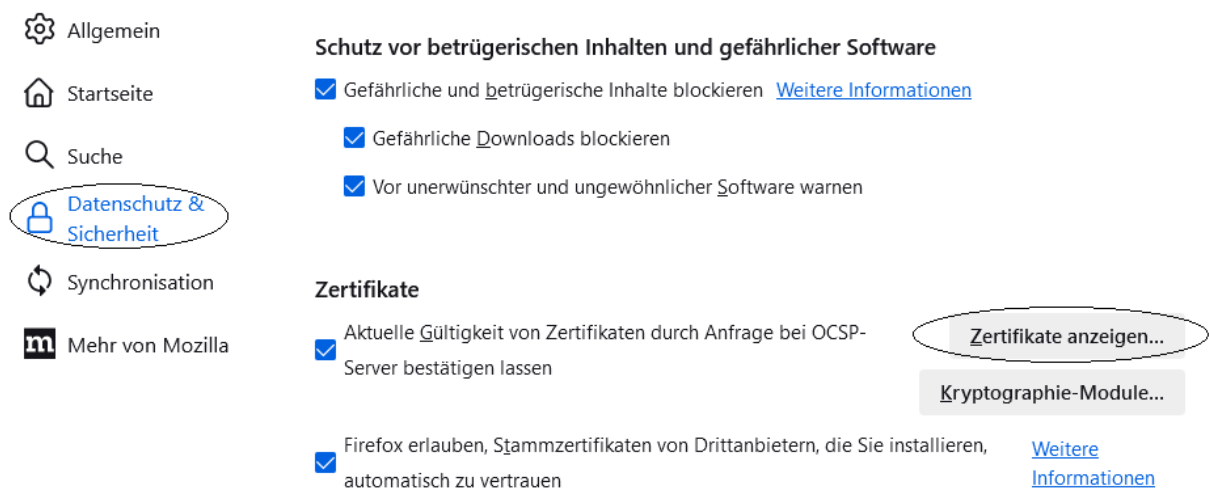 Allgemein
Startseite
Suche
Datenschutz &
Sicherheit
Synchronisation
m Mehr von Mozilla
Schutz vor betrügerischen Inhalten und gefährlicher Software
Gefährliche und betrügerische Inhalte blockieren Weitere Informationen
Gefährliche Downloads blockieren
Vor unerwünschter und ungewöhnlicher Software warnen
Zertifikate
Aktuelle Gültigkeit von Zertifikaten durch Anfrage bei OCSP-
Server bestätigen lassen
Zertifikate anzeigen...
Kryptographie-Module...
Firefox erlauben, Stammzertifikaten von Drittanbietern, die Sie installieren,
automatisch zu vertrauen
Weitere
Informationen